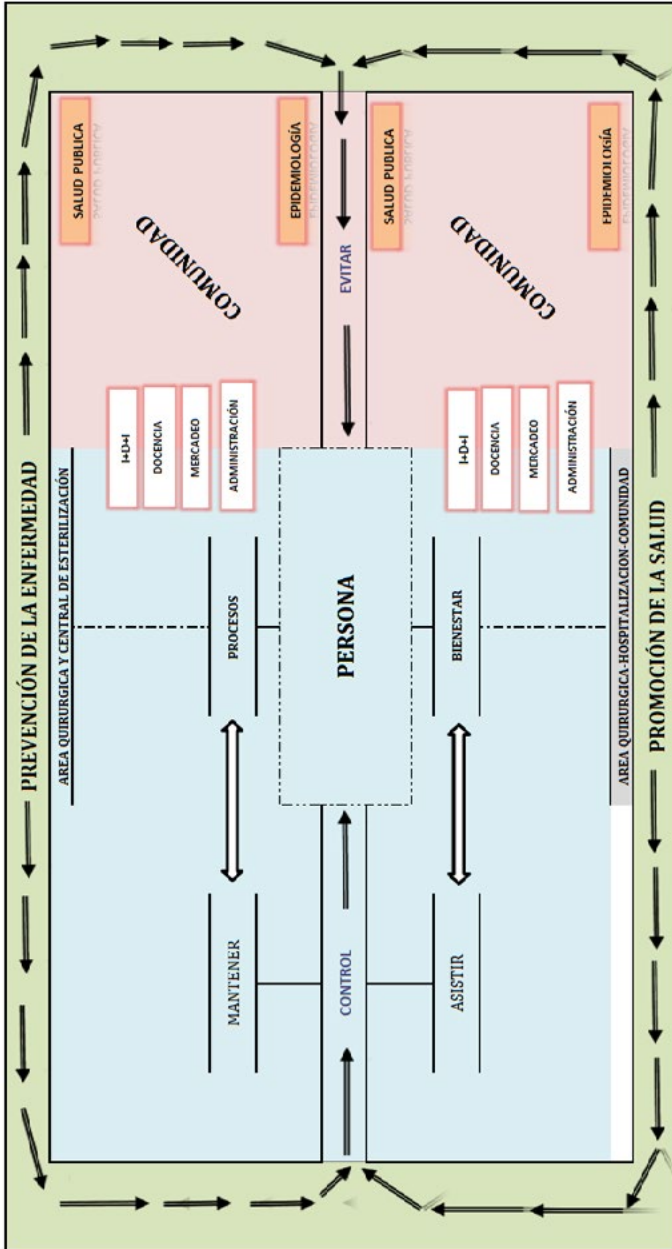 PREVENCIÓN DE LA ENFERMEDAD
AREA QUIRURGICA Y CENTRAL DE ESTERILIZACIÓN
SALUD PUBLICA
COMUNIDAD
EPIDEMIOLOGÍA
I+D+I
DOCENCIA
MERCADEO
ADMINISTRACIÓN
MANTENER
PROCESOS
CONTROL
PERSONA
EVITAR
ASISTIR
BIENESTAR
I+D+I
DOCENCIA
MERCADEO
ADMINISTRACIÓN
SALUD PUBLICA
COMUNIDAD
EPIDEMIOLOGÍA
AREA QUIRURGICA-HOSPITALIZACION-COMUNIDAD
PROMOCIÓN DE LA SALUD